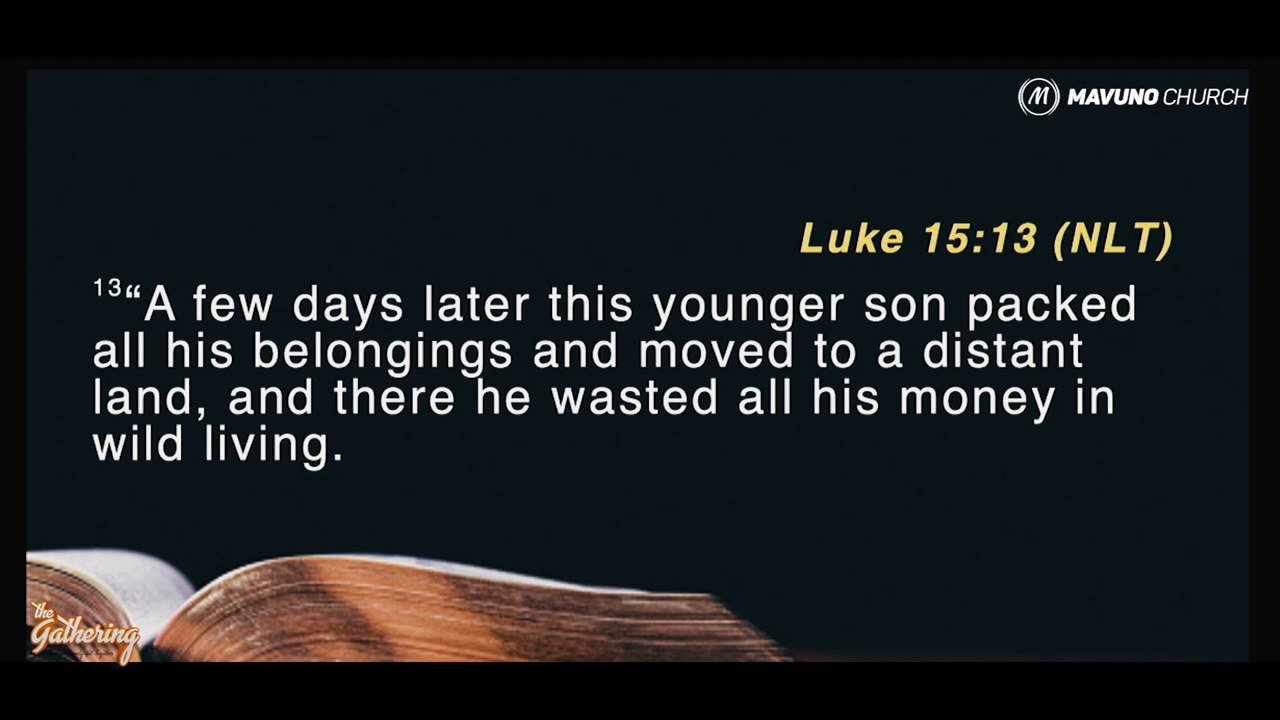 MAVUNO CHURCH
Luke 15:13 (NLT)
13“A few days later this younger son packed
all his belongings and moved to a distant
land, and there he wasted all his money in
wild living.
the
Gathering